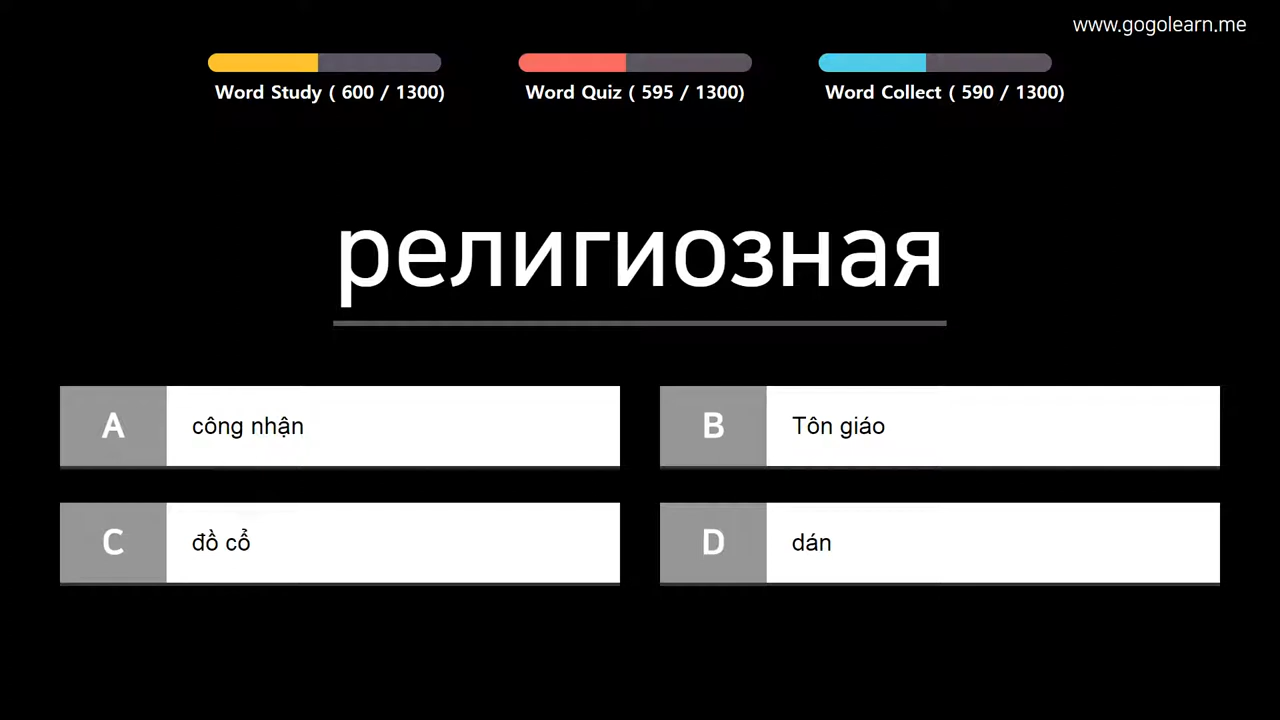 www.gogolearn.me
Word Study ( 600 / 1300)
Word Quiz ( 595 / 1300)
Word Collect ( 590 / 1300)
религиозная
A công nhận
B Tôn giáo
C đồ cổ
D dán